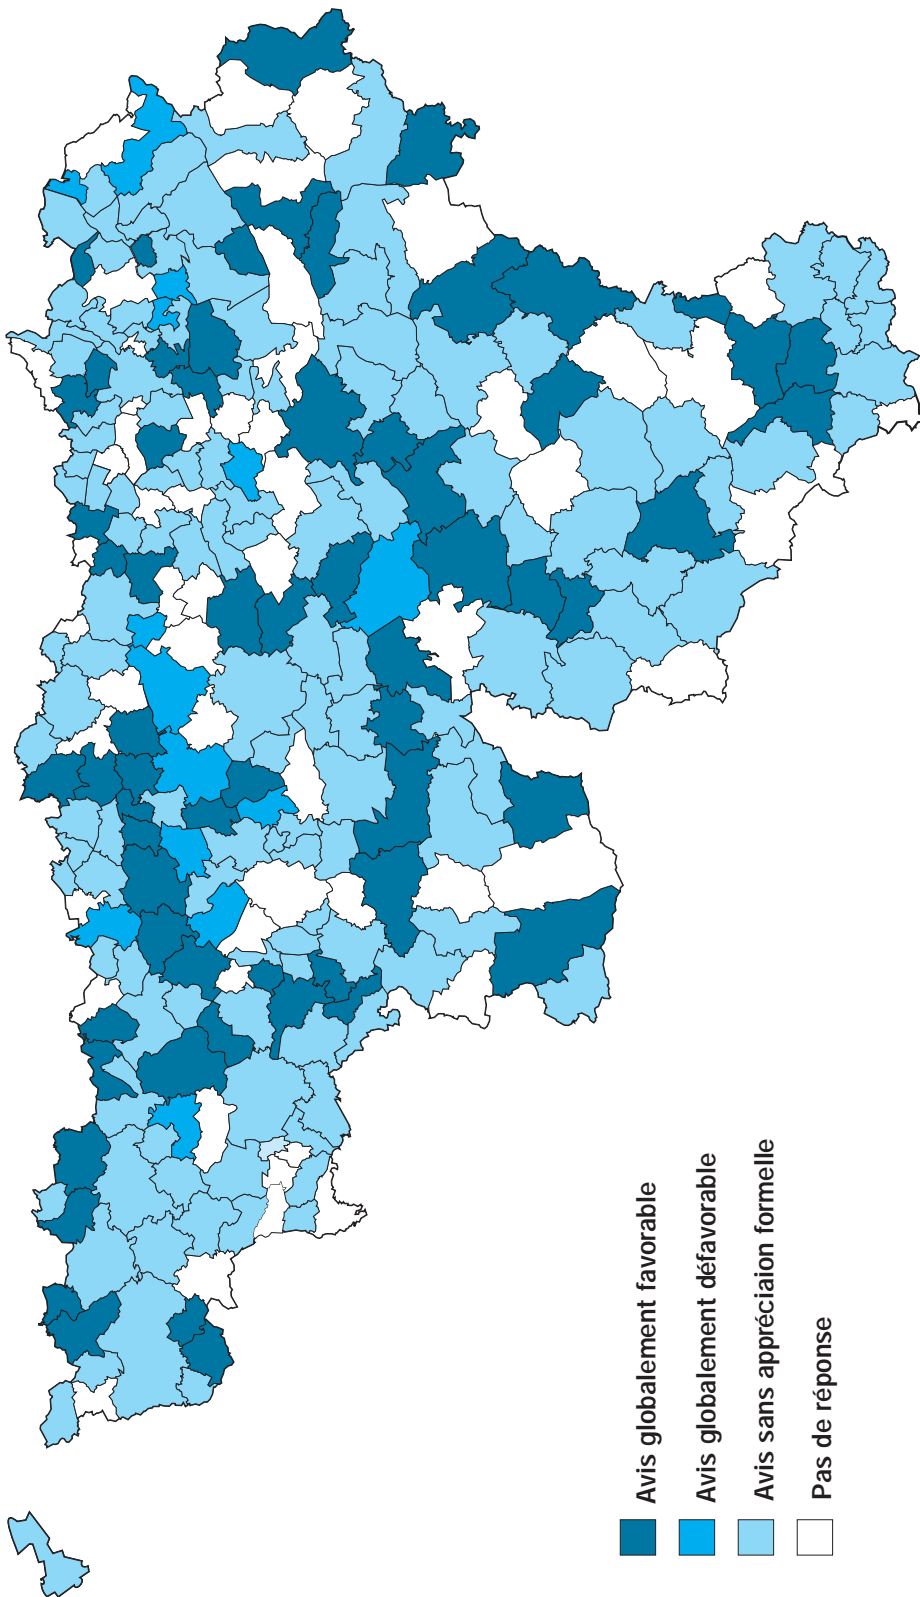 Avis globalement favorable
Avis globalement défavorable
Avis sans appréciaion formelle
Pas de réponse